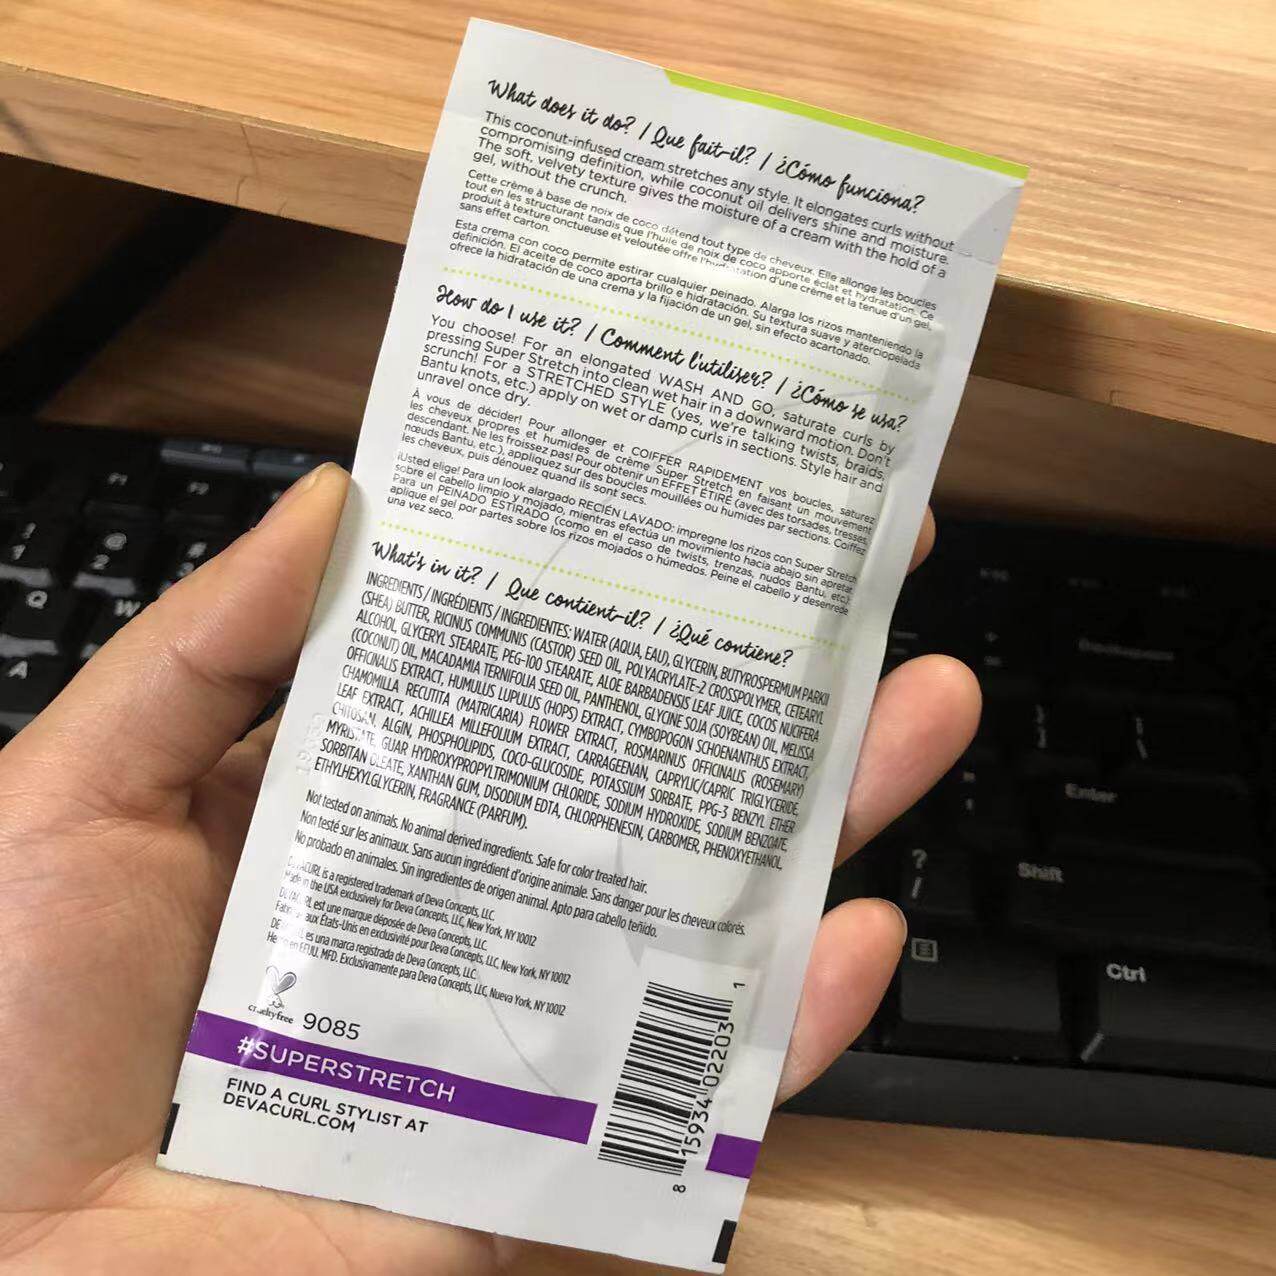 What does it do? / Que fait-il? / ¿Cómo funciona?
This coconut-infused cream stretches any style. It elongates curls without
compromising definition, while coconut oil delivers shine and moisture.
The soft, velvety texture gives the moisture of a cream with the hold of a
gel, without the crunch.
Cette crème à base de noix de coco détend tout type de cheveux. Elle allonge les boucles
tout en les structurant tandis que l'huile de noix de coco apporte éclat et hydratation. Ce
produit à texture onctueuse et veloutée offre l'hydratation d'une crème et la tenue d'un gel,
sans effet carton.
Esta crema con coco permite estirar cualquier peinado. Alarga los rizos manteniendo la
definición. El aceite de coco aporta brillo e hidratación. Su textura suave y aterciopelada
ofrece la hidratación de una crema y la fijación de un gel, sin efecto acartonado.
How do I use it? / Comment l'utiliser? / ¿Cómo se usa?
You choose! For an elongated WASH AND GO, saturate curls by
pressing Super Stretch into clean wet hair in a downward motion. Don't
scrunch! For a STRETCHED STYLE (yes, we're talking twists, braids,
Bantu knots, etc.) apply on wet or damp curls in sections. Style hair and
unravel once dry.
À vous de décider! Pour allonger et COIFFER RAPIDEMENT vos boucles, saturez
les cheveux propres et humides de crème Super Stretch en faisant un mouvement
descendant. Ne les froissez pas! Pour obtenir un EFFET ÉTIRÉ (avec des torsades, tresses,
nœuds Bantu, etc.), appliquez sur des boucles mouillées ou humides par sections. Coiffez
les cheveux, puis dénouez quand ils sont secs.
¡Usted elige! Para un look alargado RECIÉN LAVADO: impregne los rizos con Super Stretch
sobre el cabello limpio y mojado, mientras efectúa un movimiento hacia abajo sin apretar.
Para un PEINADO ESTIRADO (como en el caso de twists, trenzas, nudos Bantu, etc.)
aplique el gel por partes sobre los rizos mojados o húmedos. Peine el cabello y desenrede
una vez seco.
What's in it? / Que contient-il? / ¿Qué contiene?
INGREDIENTS / INGRÉDIENTS / INGREDIENTES: WATER (AQUA, EAU), GLYCERIN, BUTYROSPERMUM PARKII
(SHEA) BUTTER, RICINUS COMMUNIS (CASTOR) SEED OIL, POLYACRYLATE-2 CROSSPOLYMER, CETEARYL
ALCOHOL, GLYCERYL STEARATE, PEG-100 STEARATE, ALOE BARBADENSIS LEAF JUICE, COCOS NUCIFERA
(COCONUT) OIL, MACADAMIA TERNIFOLIA SEED OIL, PANTHENOL, GLYCINE SOJA (SOYBEAN) OIL, MELISSA
OFFICINALIS EXTRACT, HUMULUS LUPULUS (HOPS) EXTRACT, CYMBOPOGON SCHOENANTHUS EXTRACT,
CHAMOMILLA RECUTITA (MATRICARIA) FLOWER EXTRACT, ROSMARINUS OFFICINALIS (ROSEMARY)
LEAF EXTRACT, ACHILLEA MILLEFOLIUM EXTRACT, CARRAGEENAN, CAPRYLIC/CAPRIC TRIGLYCERIDE,
CHITOSAN, ALGIN, PHOSPHOLIPIDS, COCO-GLUCOSIDE, POTASSIUM SORBATE, PPG-3 BENZYL ETHER
MYRISTATE, GUAR HYDROXYPROPYLTRIMONIUM CHLORIDE, SODIUM HYDROXIDE, SODIUM BENZOATE,
SORBITAN OLEATE, XANTHAN GUM, DISODIUM EDTA, CHLORPHENESIN, CARBOMER, PHENOXYETHANOL,
ETHYLHEXYLGLYCERIN, FRAGRANCE (PARFUM).
Not tested on animals. No animal derived ingredients. Safe for color treated hair.
Non testé sur les animaux. Sans aucun ingrédient d'origine animale. Sans danger pour les cheveux colorés.
No probado en animales. Sin ingredientes de origen animal. Apto para cabello teñido.
DEVACURL is a registered trademark of Deva Concepts, LLC.
Made in the USA exclusively for Deva Concepts, LLC, New York, NY 10012
DEVACURL est une marque déposée de Deva Concepts, LLC.
aux États-Unis en exclusivité pour Deva Concepts, LLC, New York, NY 10012
es una marca registrada de Deva Concepts, LLC.
en EEUU. MFD. Exclusivamente para Deva Concepts, LLC, Nueva York, NY 10012
crueltyfree 9085
8 15934 02203 1
#SUPERSTRETCH
FIND A CURL STYLIST AT
DEVACURL.COM
F1
F2
! 1
@ 2
# 3
Q
W
A
Enter
? /
Shift
Ctrl